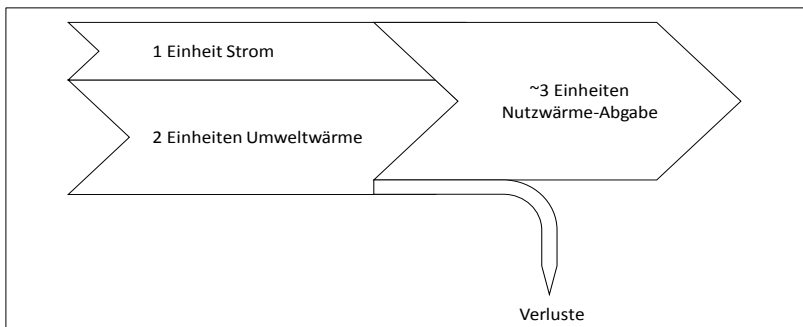 1 Einheit Strom
2 Einheiten Umweltwärme
~3 Einheiten
Nutzwärme-Abgabe
Verluste